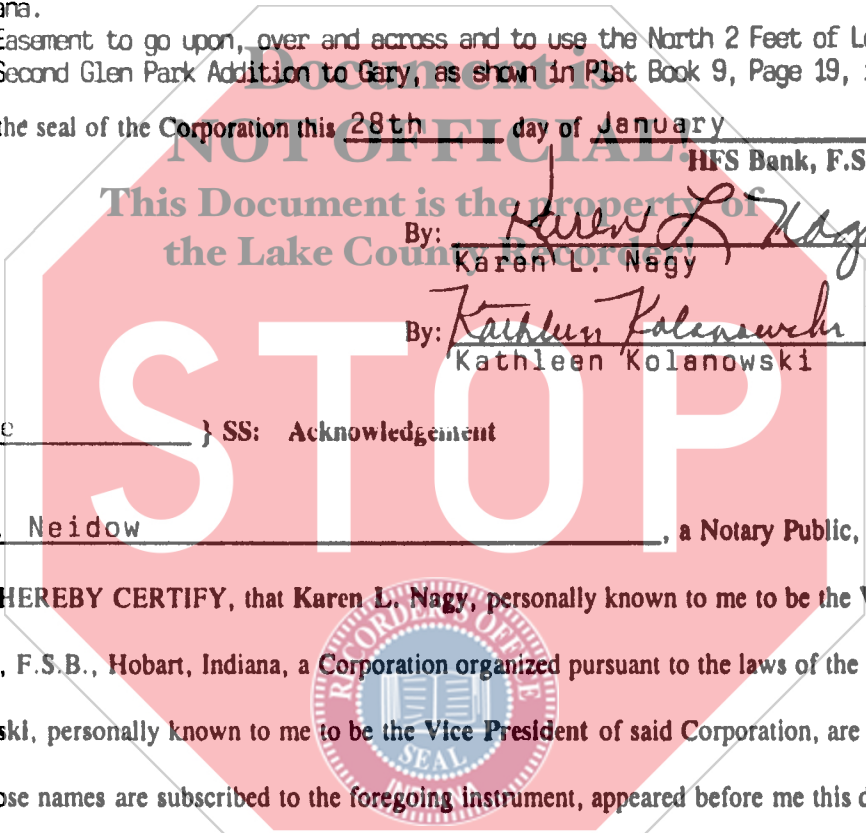 ana.
Easement to go upon, over and across and to use the North 2 Feet of L
Second Glen Park Addition to Gary, as shown in Plat Book 9, Page 19,
Document is
the seal of the Corporation this 28th day of January
NOT OFFICIAL!
HFS Bank, F.S
This Document is the property of
By: Karen L Nagy
the Lake County Recorder!
Karen L. Nagy
By: Kathleen Kolanowski
Kathleen Kolanowski
STOP
e } SS: Acknowledgement
Neidow , a Notary Public,
HEREBY CERTIFY, that Karen L. Nagy, personally known to me to be the V
, F.S.B., Hobart, Indiana, a Corporation organized pursuant to the laws of the
ski, personally known to me to be the Vice President of said Corporation, are
ose names are subscribed to the foregoing instrument, appeared before me this d
RECORDER'S OFFICE
SEAL
INDIANA